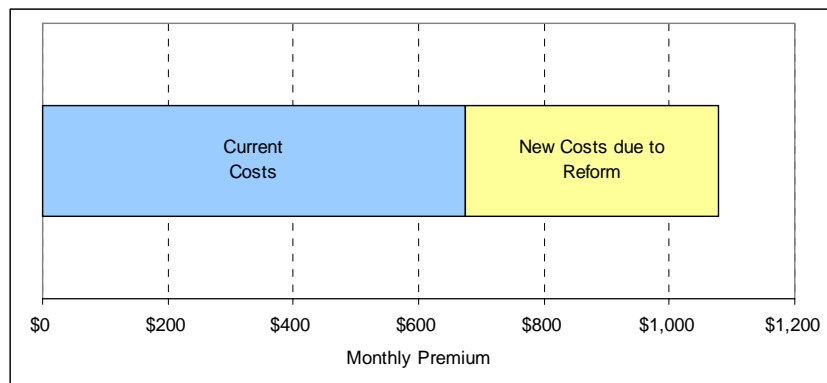 Current
Costs
New Costs due to
Reform
$0 $200 $400 $600 $800 $1,000 $1,200
Monthly Premium